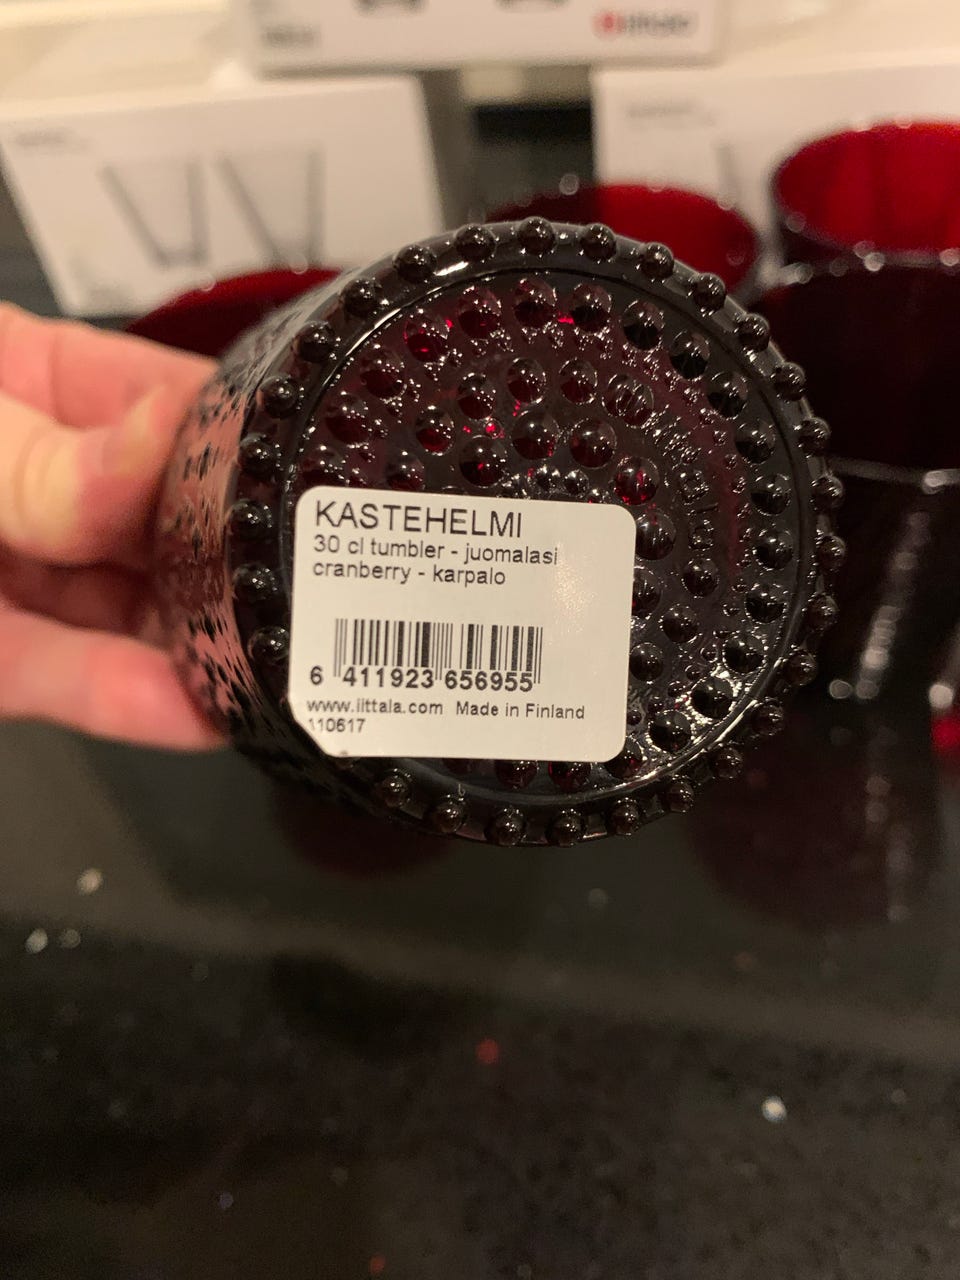 KASTEHELMI
30 cl tumbler - juomalasi
cranberry - karpalo
6 411923 656955
www.iittala.com Made in Finland
110617